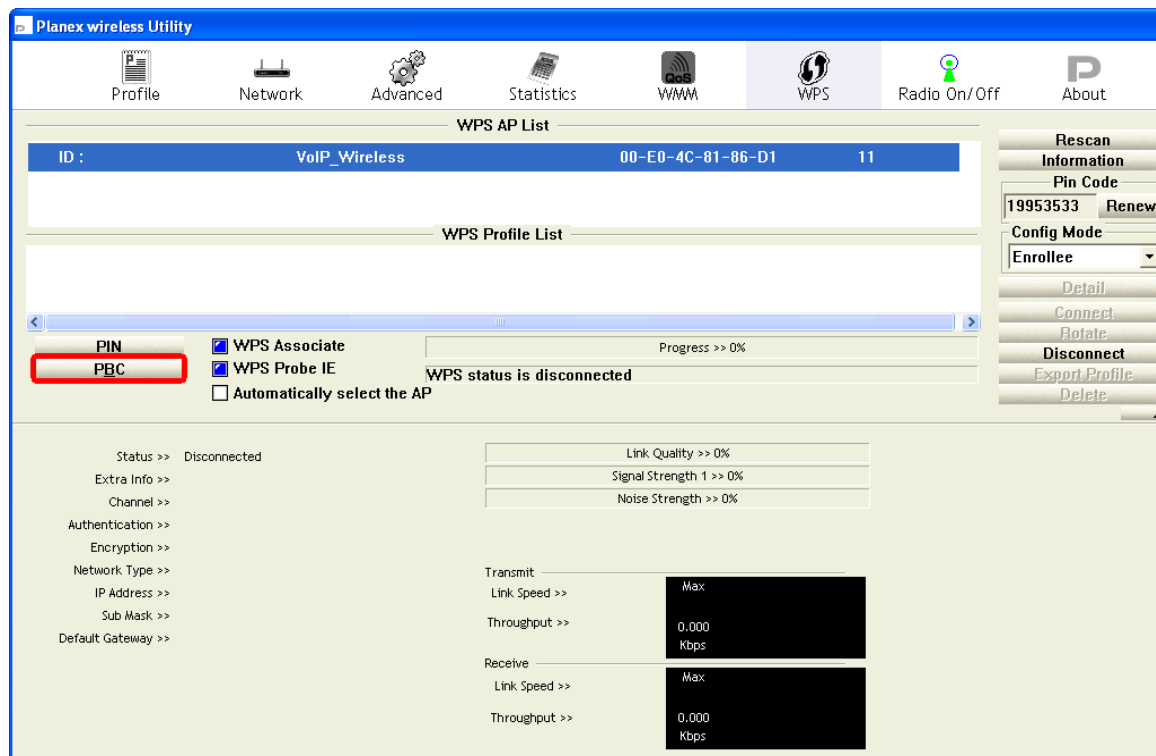 Planex wireless Utility
Profile Network Advanced Statistics QoS WMM WPS Radio On/Off About
WPS AP List
ID : VoIP_Wireless 00-E0-4C-81-86-D1 11
Rescan
Information
Pin Code
19953533 Renew
WPS Profile List
Config Mode
Enrollee
Detail
Connect
Rotate
Disconnect
Export Profile
Delete
PIN WPS Associate Progress >> 0%
PBC WPS Probe IE WPS status is disconnected
Automatically select the AP
Status >> Disconnected
Extra Info >>
Channel >>
Authentication >>
Encryption >>
Network Type >>
IP Address >>
Sub Mask >>
Default Gateway >>
Link Quality >> 0%
Signal Strength 1 >> 0%
Noise Strength >> 0%
Transmit
Link Speed >> Max
Throughput >> 0.000
Kbps
Receive
Link Speed >> Max
Throughput >> 0.000
Kbps